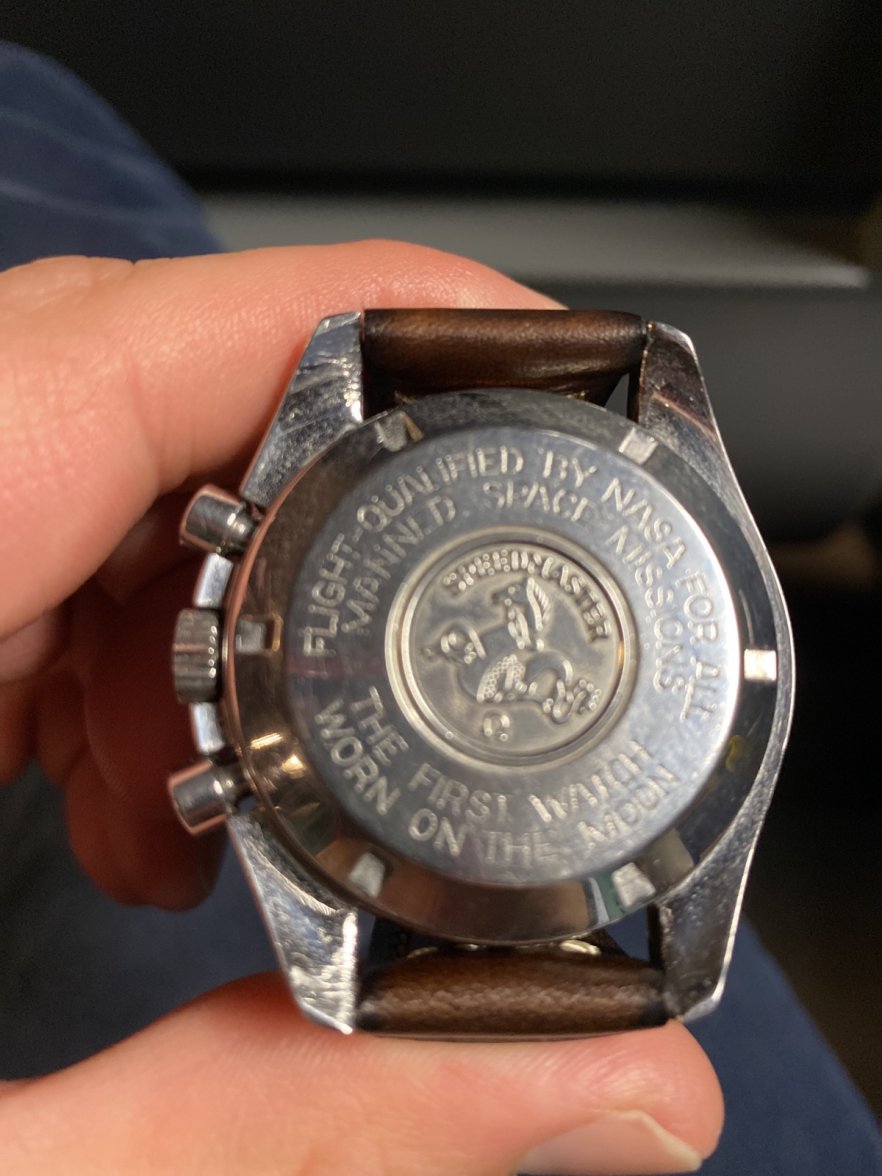 FLIGHT-QUALIFIED BY NASA FOR ALL
MANNED SPACE MISSIONS
SPEEDMASTER
THE FIRST WATCH
WORN ON THE MOON